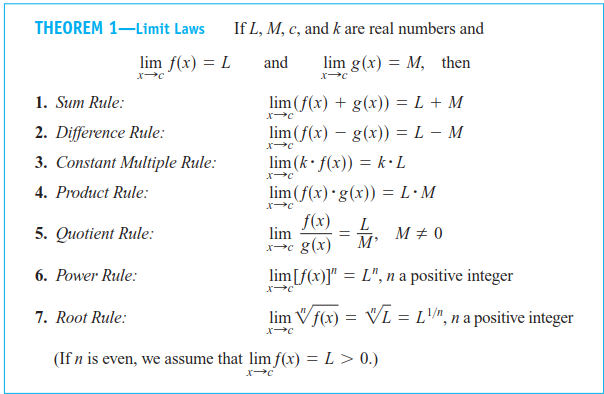 THEOREM 1—Limit Laws If L, M, c, and k are real numbers and
lim x→c f(x) = L and lim x→c g(x) = M, then
1. Sum Rule: lim x→c (f(x) + g(x)) = L + M
2. Difference Rule: lim x→c (f(x) − g(x)) = L − M
3. Constant Multiple Rule: lim x→c (k · f(x)) = k · L
4. Product Rule: lim x→c (f(x) · g(x)) = L · M
5. Quotient Rule: lim x→c f(x)/g(x) = L/M, M ≠ 0
6. Power Rule: lim x→c [f(x)]ⁿ = Lⁿ, n a positive integer
7. Root Rule: lim x→c ⁿ√f(x) = ⁿ√L = L^(1/n), n a positive integer
(If n is even, we assume that lim x→c f(x) = L > 0.)